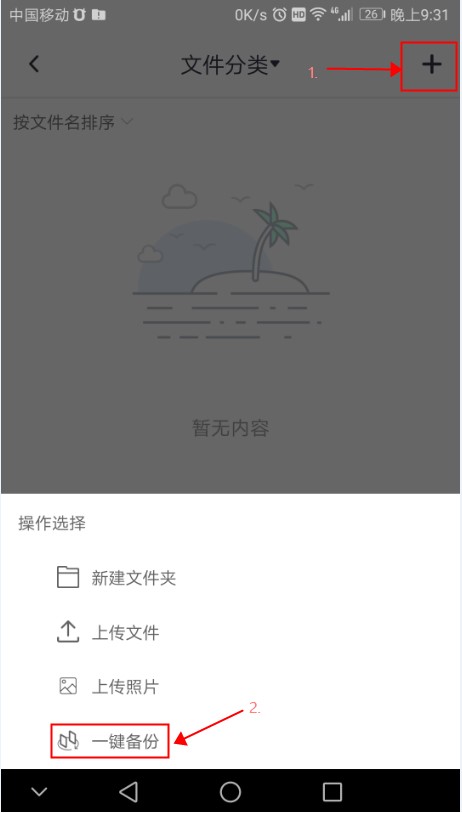 中国移动 0K/s HD 4G 26 晚上9:31
文件分类 1. +
按文件名排序
暂无内容
操作选择
新建文件夹
上传文件
上传照片
2.
一键备份